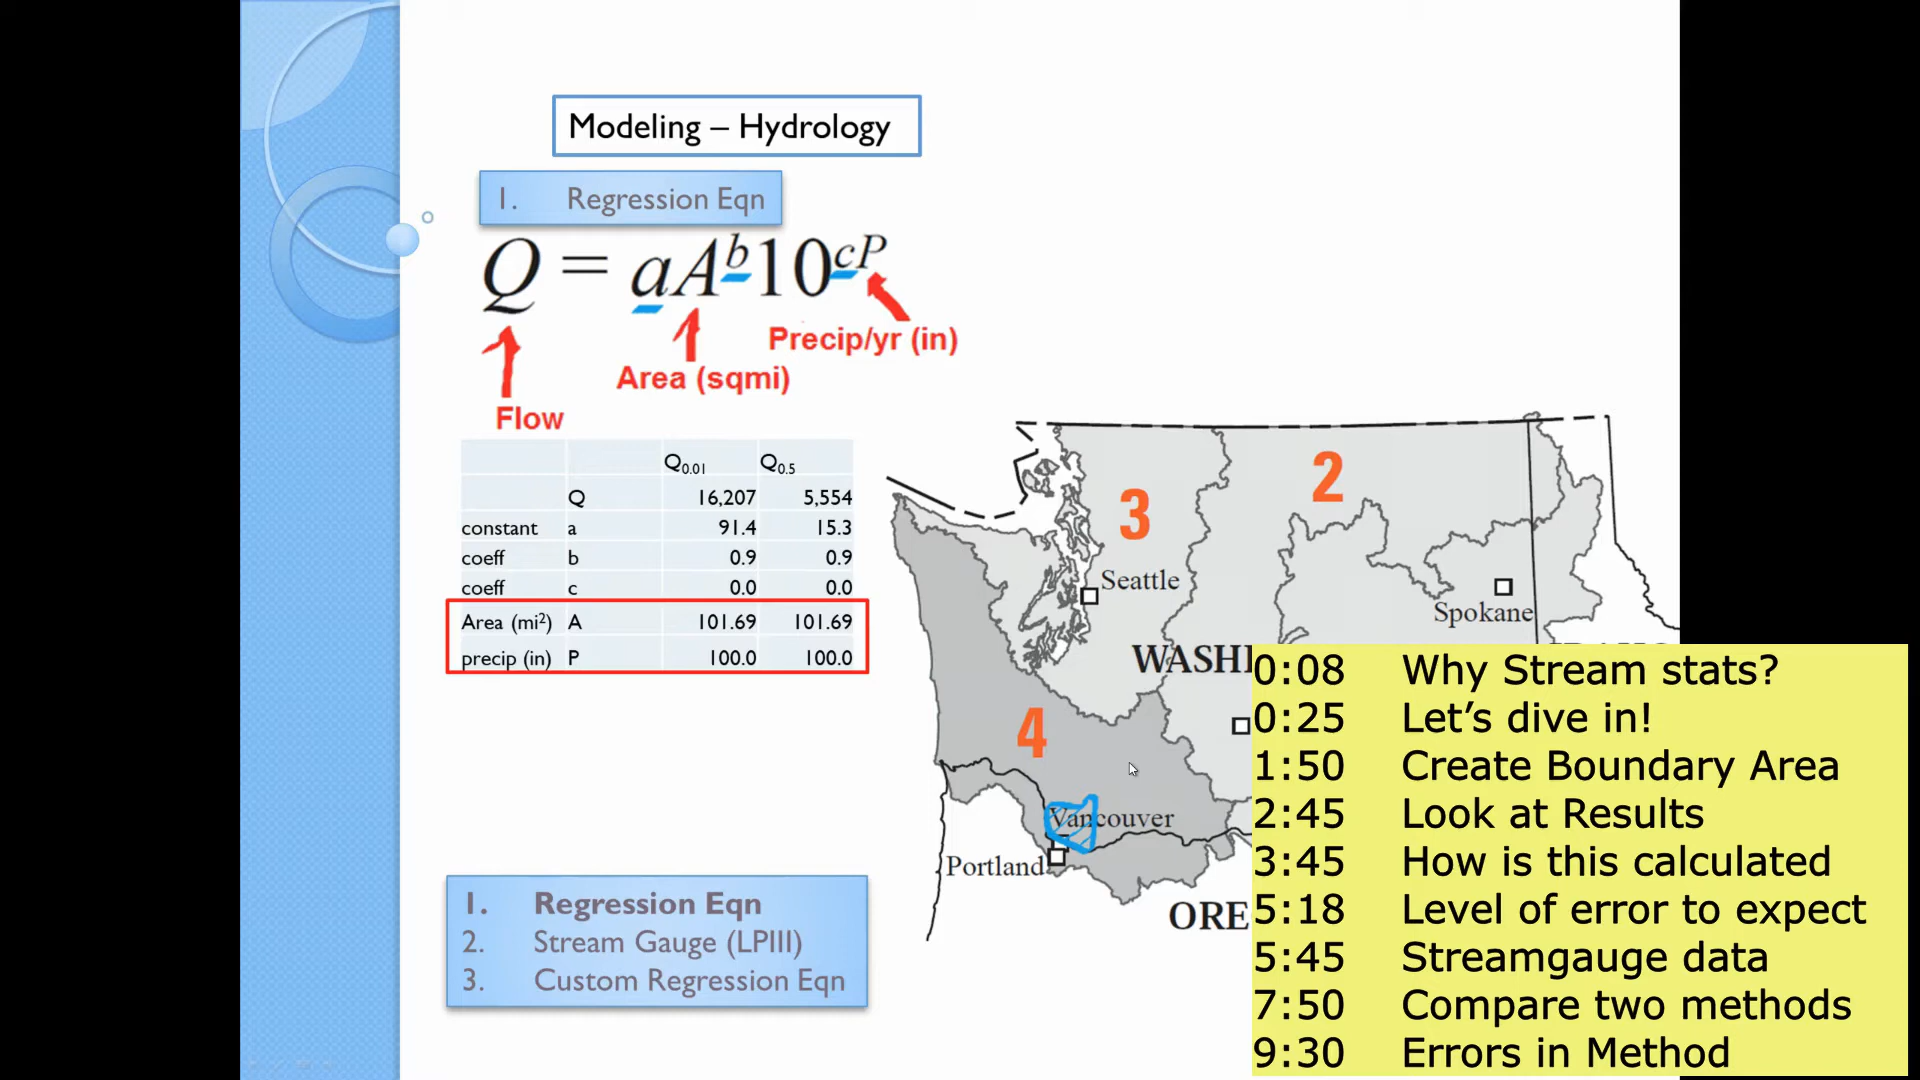 Modeling – Hydrology
1. Regression Eqn
Q = aA^b10^cP
Precip/yr (in)
Area (sqmi)
Flow
Q0.01 Q0.5
Q 16,207 5,554
constant a 91.4 15.3
coeff b 0.9 0.9
coeff c 0.0 0.0
Area (mi²) A 101.69 101.69
precip (in) P 100.0 100.0
1. Regression Eqn
2. Stream Gauge (LPIII)
3. Custom Regression Eqn
2
3
Seattle
Spokane
WASHI
4
Vancouver
Portland
ORE
0:08 Why Stream stats?
0:25 Let’s dive in!
1:50 Create Boundary Area
2:45 Look at Results
3:45 How is this calculated
5:18 Level of error to expect
5:45 Streamgauge data
7:50 Compare two methods
9:30 Errors in Method